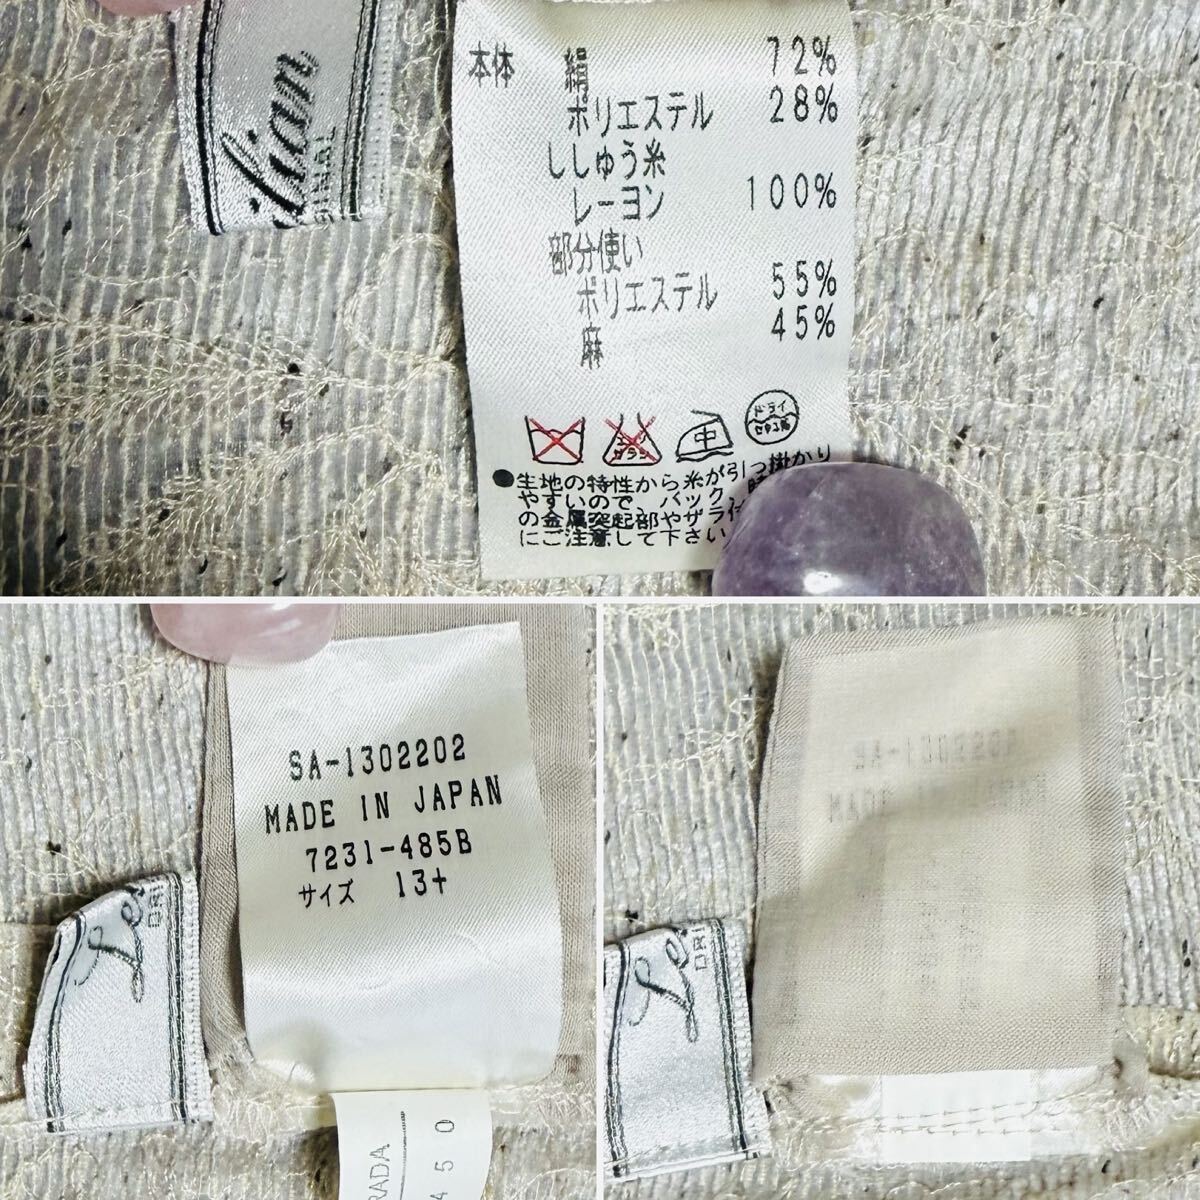 本体 絹 72%
ポリエステル 28%
ししゅう糸
レーヨン 100%
部分使い
ポリエステル 55%
麻 45%
中
ドライ
●生地の特性から糸が引っ掛かり
やすいので、バック、
の金属突起部やザラ
にご注意して下さい
lian
SA-1302202
MADE IN JAPAN
7231-485B
サイズ 13+
OR
RADA
450
OR